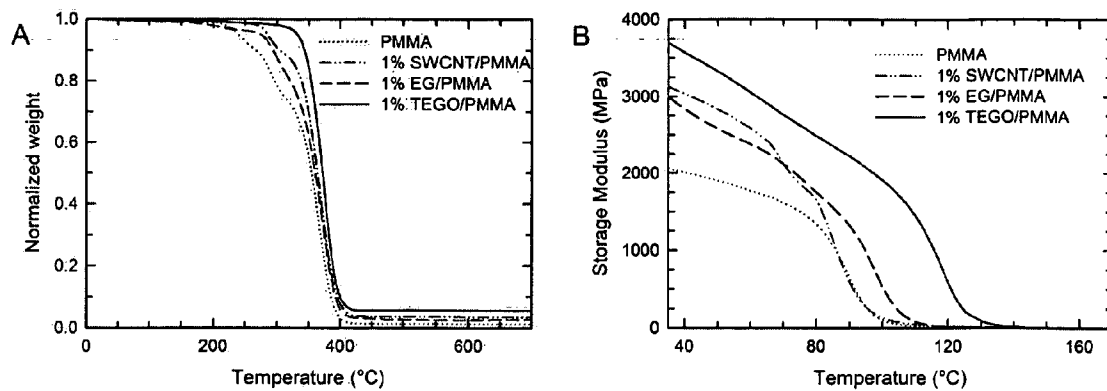 A
1.0
0.8
0.6
0.4
0.2
0.0
Normalized weight
0
200
400
600
Temperature (°C)
PMMA
1% SWCNT/PMMA
1% EG/PMMA
1% TEGO/PMMA
B
4000
3000
2000
1000
0
Storage Modulus (MPa)
40
80
120
160
Temperature (°C)
PMMA
1% SWCNT/PMMA
1% EG/PMMA
1% TEGO/PMMA